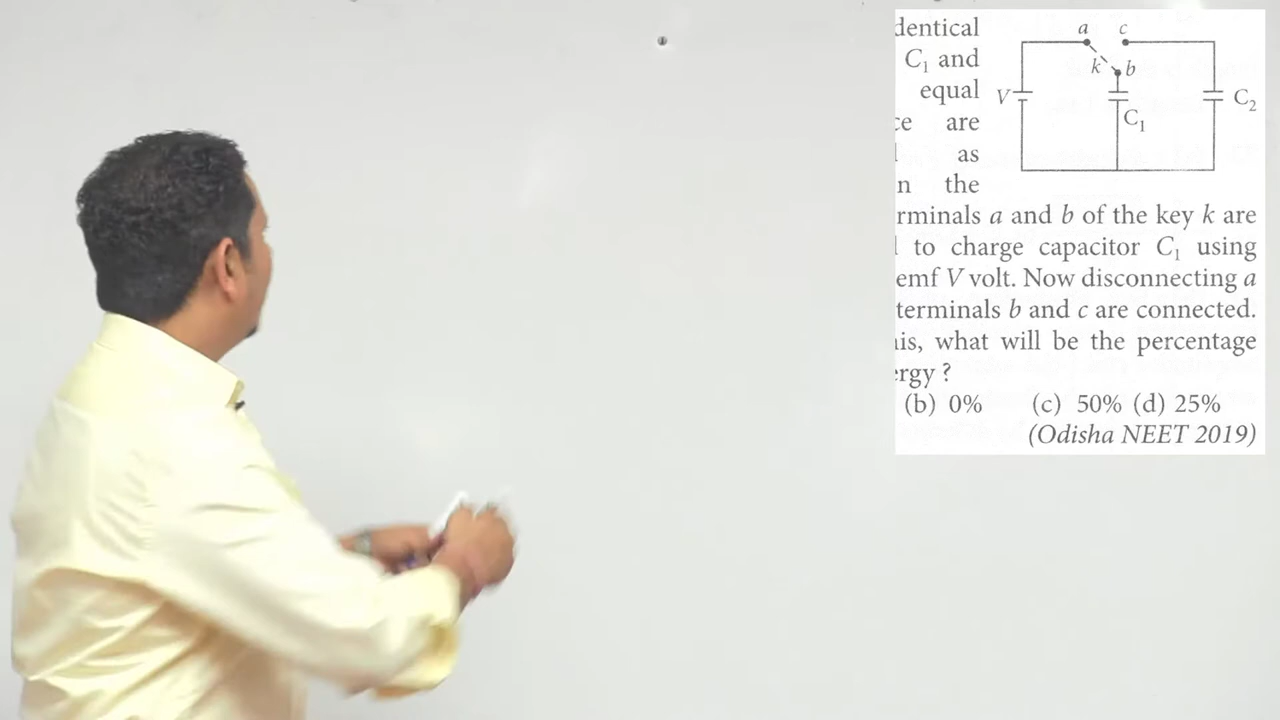 dentical
C₁ and
equal
ce are
as
n the
a c
k b
V
C₁
C₂
rminals a and b of the key k are
to charge capacitor C₁ using
emf V volt. Now disconnecting a
terminals b and c are connected.
his, what will be the percentage
ergy ?
(b) 0% (c) 50% (d) 25%
(Odisha NEET 2019)